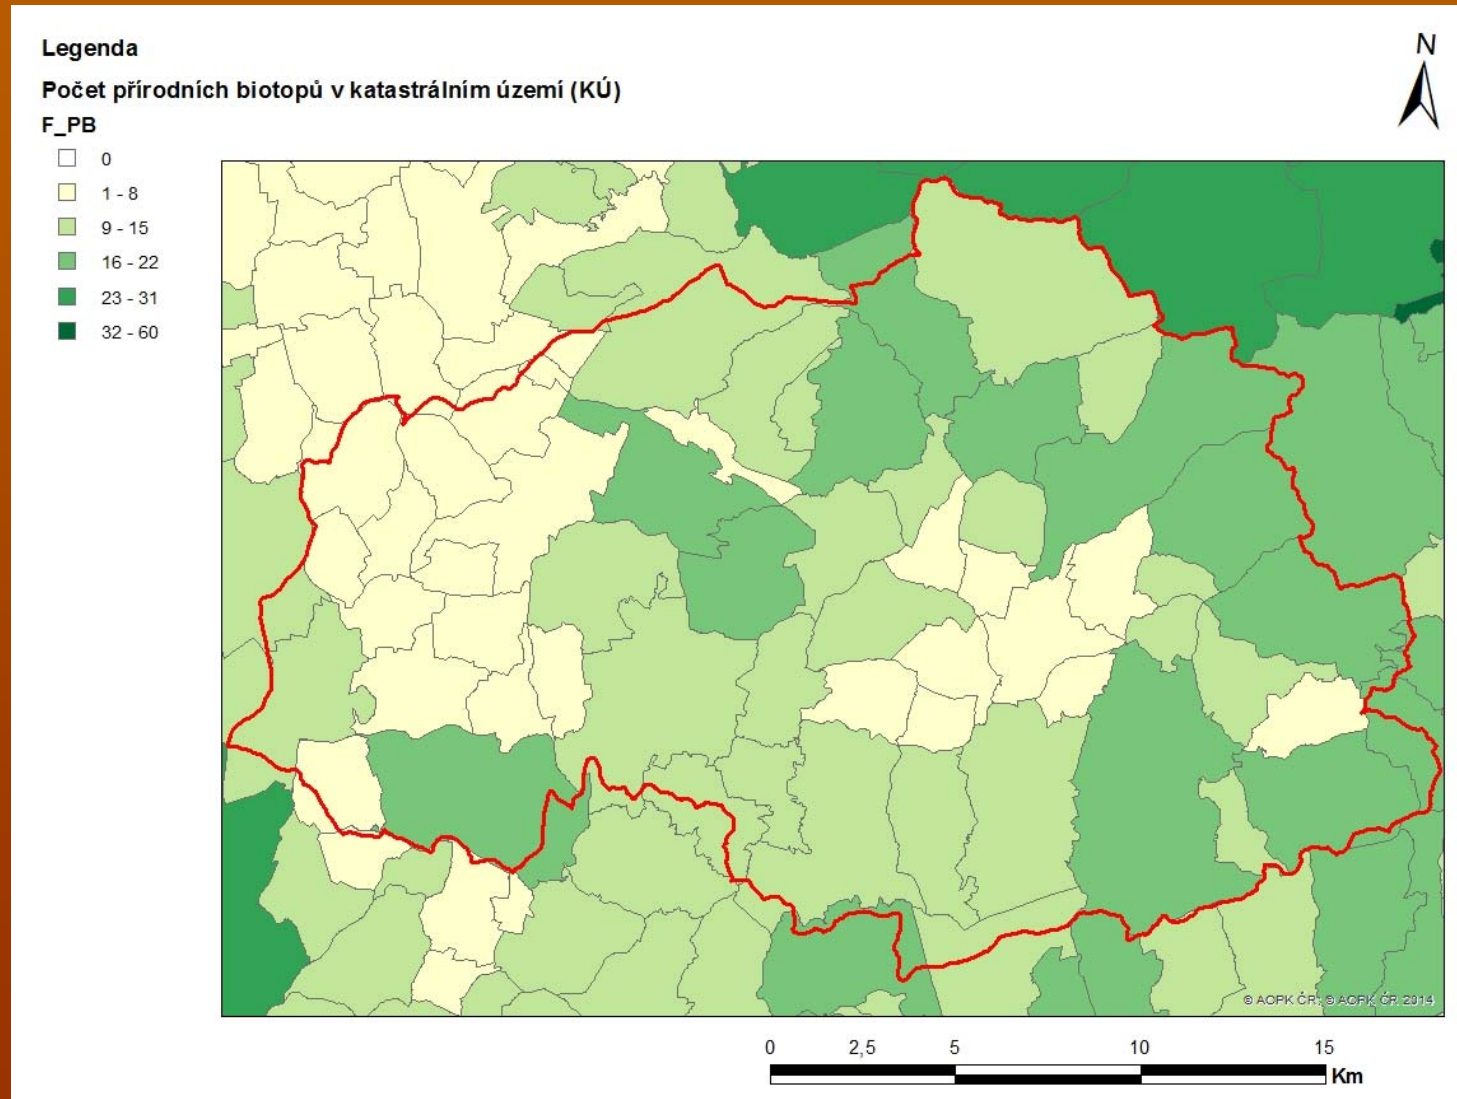 Legenda
Počet přírodních biotopů v katastrálním území (KÚ)
F_PB
0
1 - 8
9 - 15
16 - 22
23 - 31
32 - 60
N
© AOPK ČR; © AOPK ČR 2014
0 2,5 5 10 15
Km